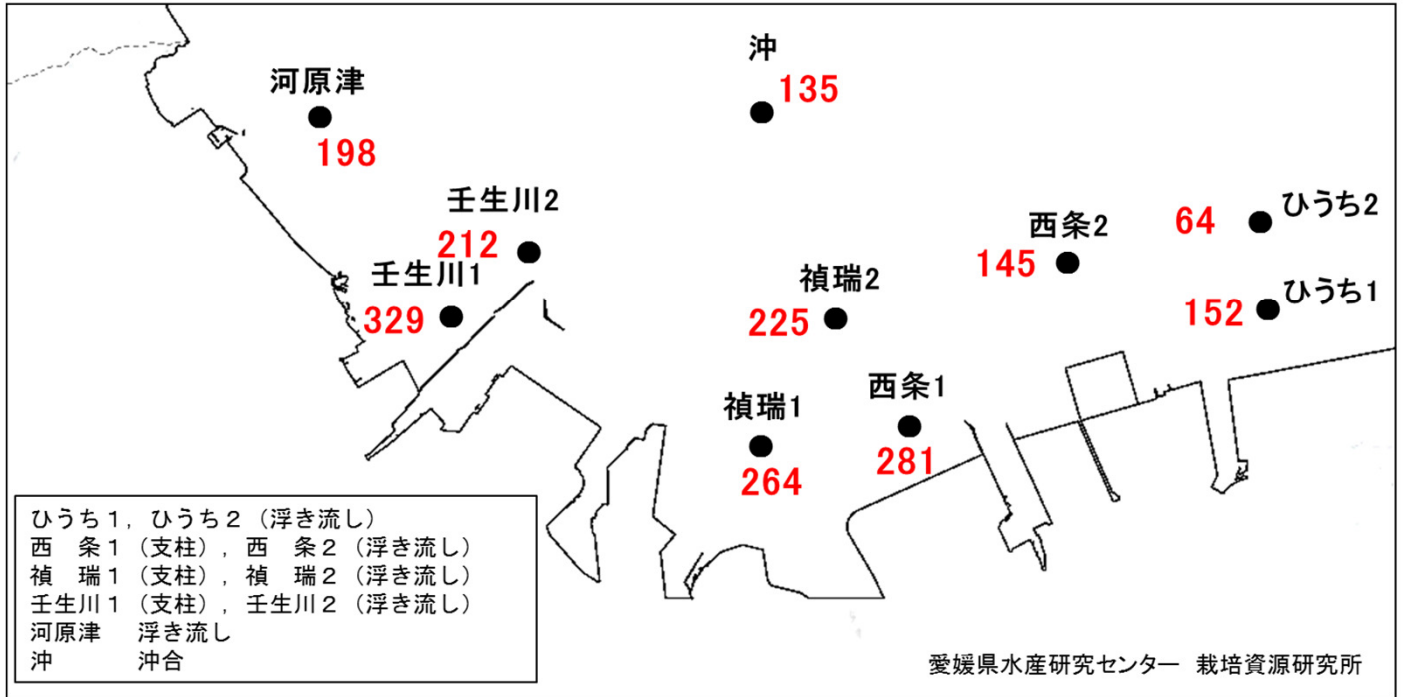 沖
135
河原津
198
壬生川2
212
壬生川1
329
西条2
145
64
ひうち2
152
ひうち1
禎瑞2
225
西条1
281
禎瑞1
264
ひうち1,ひうち2(浮き流し)
西 条1(支柱),西 条2(浮き流し)
禎 瑞1(支柱),禎 瑞2(浮き流し)
壬生川1(支柱),壬生川2(浮き流し)
河原津 浮き流し
沖 沖合
愛媛県水産研究センター 栽培資源研究所